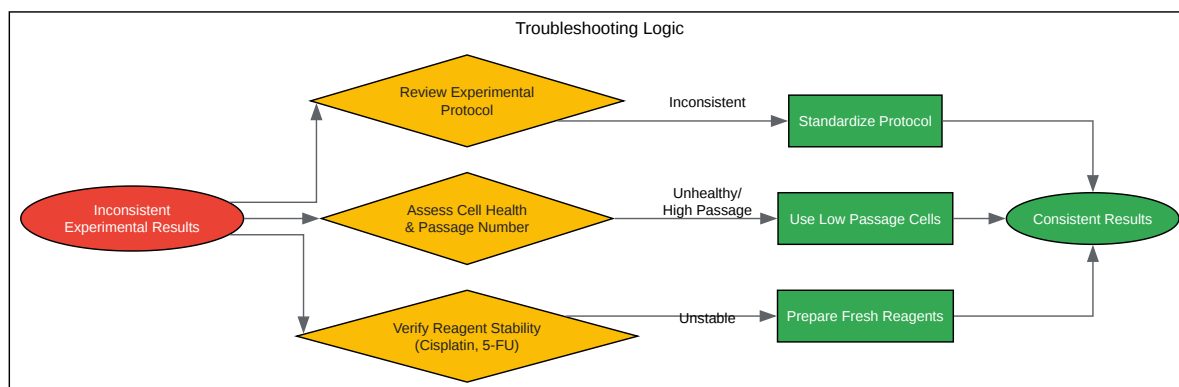 Troubleshooting Logic
Review Experimental
Protocol
Inconsistent
Standardize Protocol
Inconsistent
Experimental Results
Assess Cell Health
& Passage Number
Unhealthy/
High Passage
Use Low Passage Cells
Consistent Results
Verify Reagent Stability
(Cisplatin, 5-FU)
Unstable
Prepare Fresh Reagents